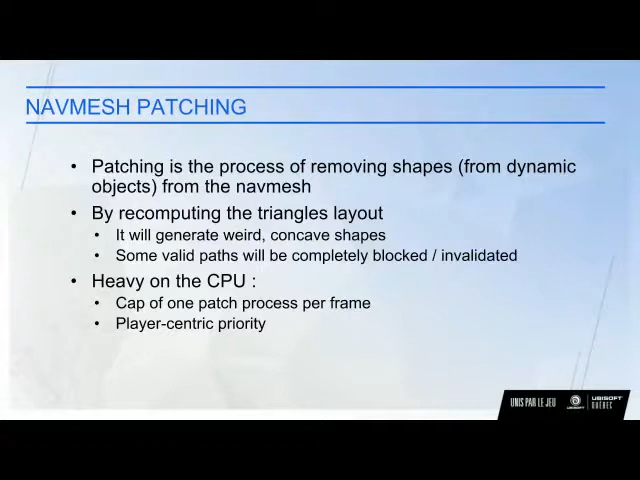 NAVMESH PATCHING
• Patching is the process of removing shapes (from dynamic
objects) from the navmesh
• By recomputing the triangles layout
• It will generate weird, concave shapes
• Some valid paths will be completely blocked / invalidated
• Heavy on the CPU :
• Cap of one patch process per frame
• Player-centric priority
UNIS PAR LE JEU
UBISOFT
UBISOFT
QUÉBEC